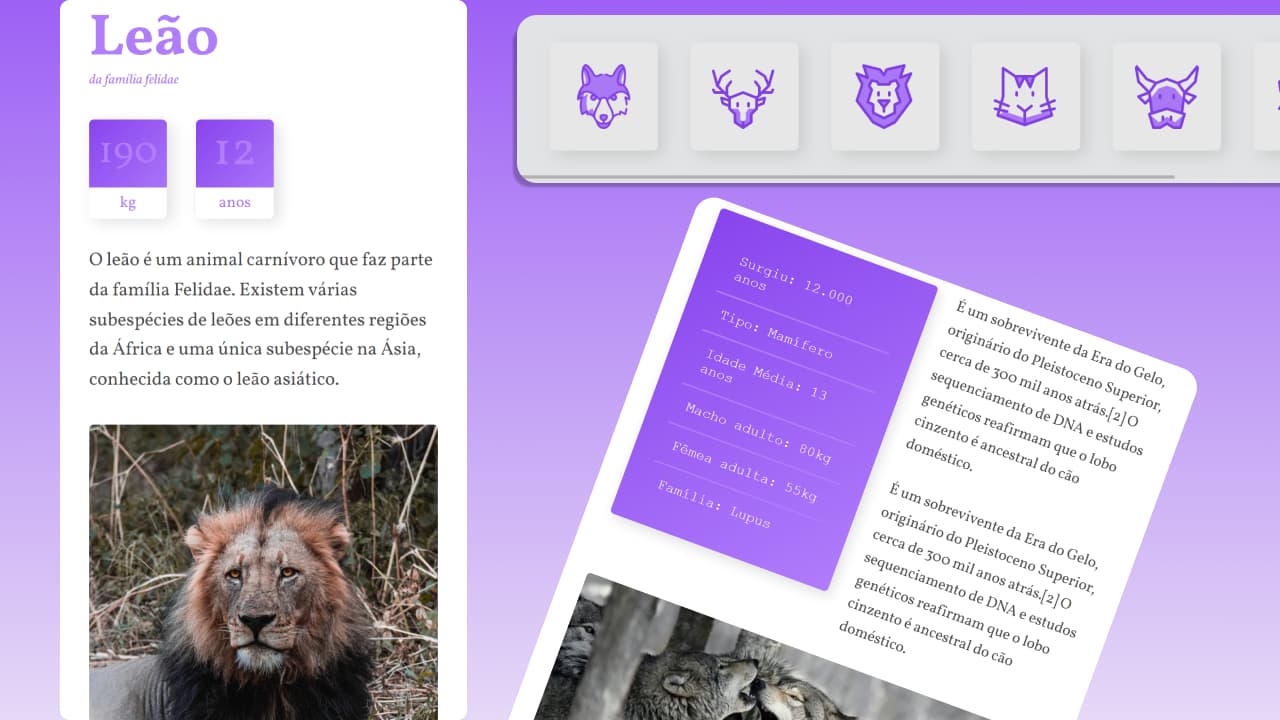 Leão
da família felidae
190
12
kg
anos
O leão é um animal carnívoro que faz parte
da família Felidae. Existem várias
subespécies de leões em diferentes regiões
da África e uma única subespécie na Ásia,
conhecida como o leão asiático.
Surgiu: 12.000
anos
Tipo: Mamífero
Idade Média: 13
anos
Macho adulto: 80kg
Fêmea adulta: 55kg
Família: Lupus
É um sobrevivente da Era do Gelo,
originário do Pleistoceno Superior,
cerca de 300 mil anos atrás.[2] O
sequenciamento de DNA e estudos
genéticos reafirmam que o lobo
cinzento é ancestral do cão
doméstico.
É um sobrevivente da Era do Gelo,
originário do Pleistoceno Superior,
cerca de 300 mil anos atrás.[2] O
sequenciamento de DNA e estudos
genéticos reafirmam que o lobo
cinzento é ancestral do cão
doméstico.